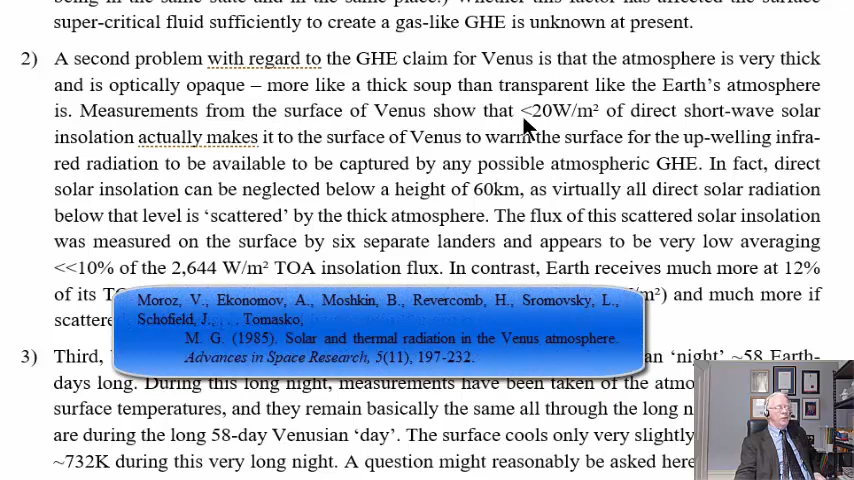 being in the same state and in the same place.) Whether this factor has affected the surface
super-critical fluid sufficiently to create a gas-like GHE is unknown at present.
2) A second problem with regard to the GHE claim for Venus is that the atmosphere is very thick
and is optically opaque – more like a thick soup than transparent like the Earth's atmosphere
is. Measurements from the surface of Venus show that <20W/m² of direct short-wave solar
insolation actually makes it to the surface of Venus to warm the surface for the up-welling infra-
red radiation to be available to be captured by any possible atmospheric GHE. In fact, direct
solar insolation can be neglected below a height of 60km, as virtually all direct solar radiation
below that level is 'scattered' by the thick atmosphere. The flux of this scattered solar insolation
was measured on the surface by six separate landers and appears to be very low averaging
<<10% of the 2,644 W/m² TOA insolation flux. In contrast, Earth receives much more at 12%
of its m²) and much more if
scattere
Moroz, V., Ekonomov, A., Moshkin, B., Revercomb, H., Sromovsky, L.,
Schofield, J., Tomasko,
M. G. (1985). Solar and thermal radiation in the Venus atmosphere.
Advances in Space Research, 5(11), 197-232.
3) Third, an 'night' ~58 Earth-
days long. During this long night, measurements have been taken of the atmo
surface temperatures, and they remain basically the same all through the long n
are during the long 58-day Venusian 'day'. The surface cools only very slightly
~732K during this very long night. A question might reasonably be asked here